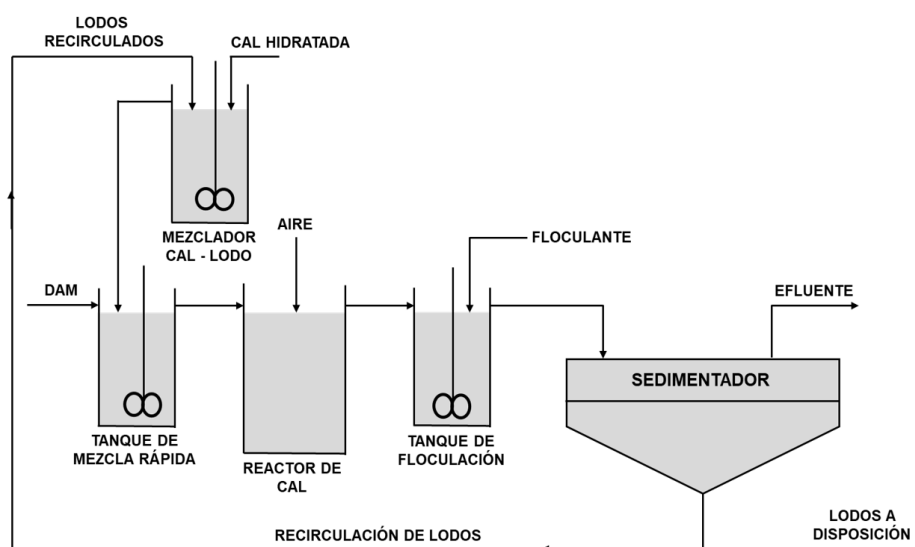 LODOS
RECIRCULADOS
CAL HIDRATADA
MEZCLADOR
CAL - LODO
AIRE
FLOCULANTE
DAM
EFLUENTE
SEDIMENTADOR
TANQUE DE
MEZCLA RÁPIDA
REACTOR DE
CAL
TANQUE DE
FLOCULACIÓN
RECIRCULACIÓN DE LODOS
LODOS A
DISPOSICIÓN